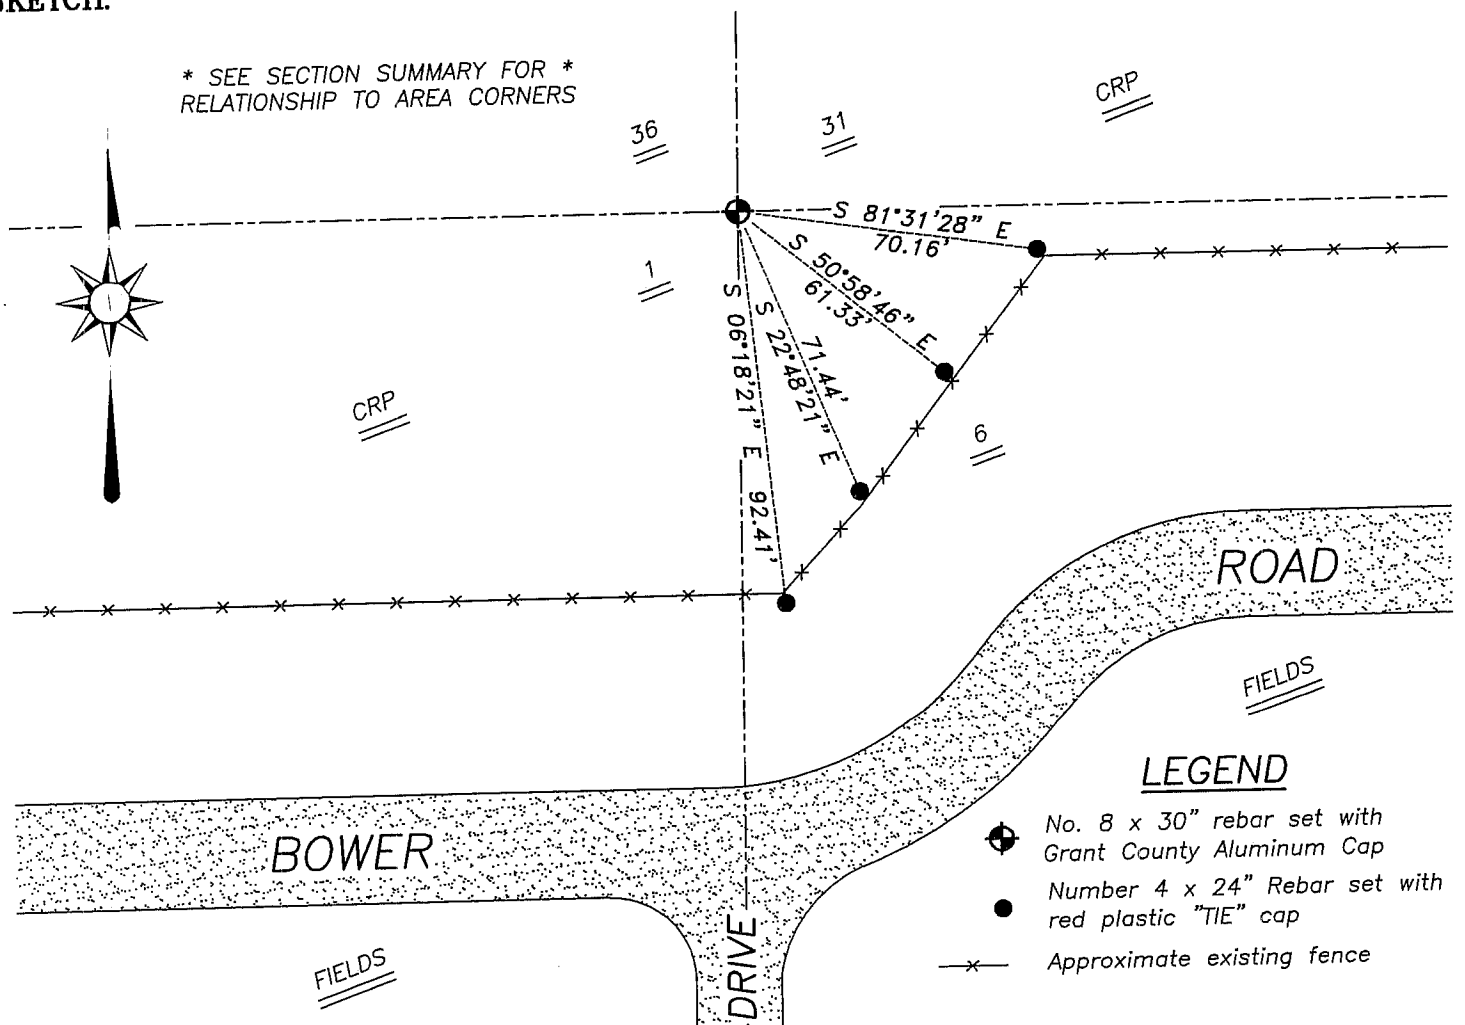 SKETCH:
* SEE SECTION SUMMARY FOR *
RELATIONSHIP TO AREA CORNERS
36
31
CRP
S 81°31'28" E
70.16'
1
S 50°58'46" E
61.33'
71.44'
S 22°48'21" E
S 06°18'21" E 92.41'
CRP
6
ROAD
FIELDS
BOWER
DRIVE
FIELDS
LEGEND
No. 8 x 30" rebar set with
Grant County Aluminum Cap
Number 4 x 24" Rebar set with
red plastic "TIE" cap
Approximate existing fence